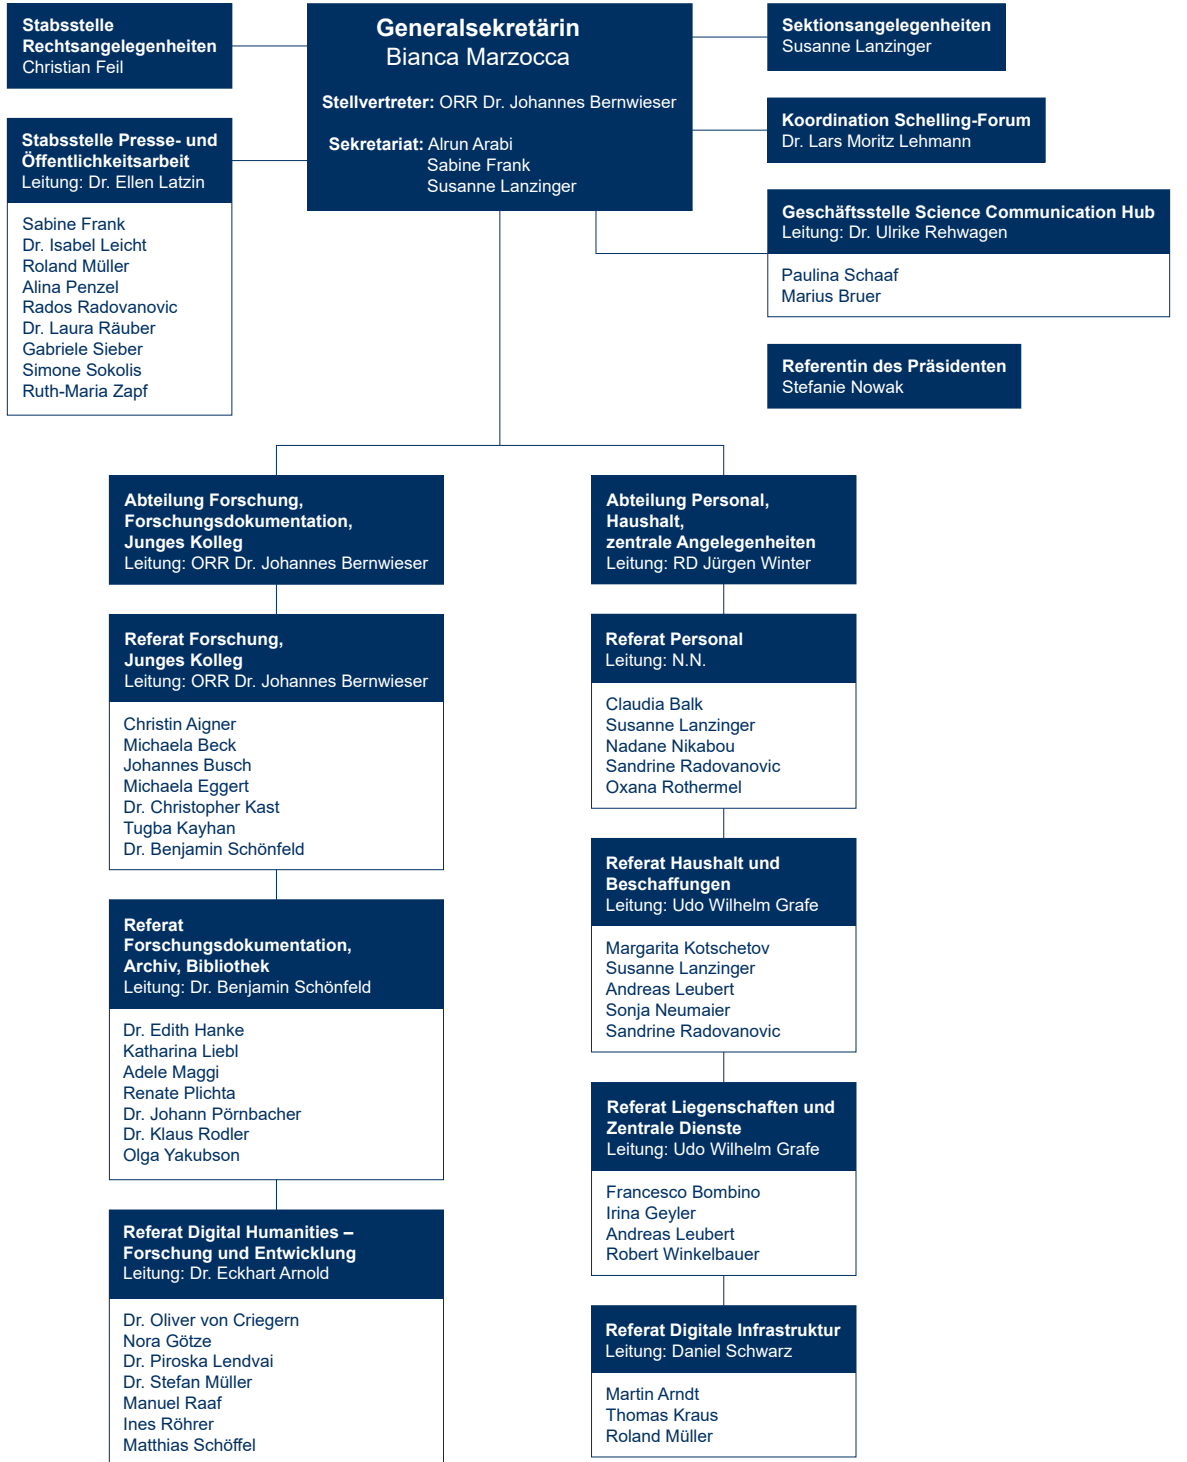 Stabsstelle
Rechtsangelegenheiten
Christian Feil
Generalsekretärin
Bianca Marzocca
Stellvertreter: ORR Dr. Johannes Bernwieser
Sekretariat: Alrun Arabi
Sabine Frank
Susanne Lanzinger
Sektionsangelegenheiten
Susanne Lanzinger
Koordination Schelling-Forum
Dr. Lars Moritz Lehmann
Stabsstelle Presse- und
Öffentlichkeitsarbeit
Leitung: Dr. Ellen Latzin
Sabine Frank
Dr. Isabel Leicht
Roland Müller
Alina Penzel
Rados Radovanovic
Dr. Laura Räuber
Gabriele Sieber
Simone Sokolis
Ruth-Maria Zapf
Geschäftsstelle Science Communication Hub
Leitung: Dr. Ulrike Rehwagen
Paulina Schaaf
Marius Bruer
Referentin des Präsidenten
Stefanie Nowak
Abteilung Forschung,
Forschungsdokumentation,
Junges Kolleg
Leitung: ORR Dr. Johannes Bernwieser
Referat Forschung,
Junges Kolleg
Leitung: ORR Dr. Johannes Bernwieser
Christin Aigner
Michaela Beck
Johannes Busch
Michaela Eggert
Dr. Christopher Kast
Tugba Kayhan
Dr. Benjamin Schönfeld
Referat
Forschungsdokumentation,
Archiv, Bibliothek
Leitung: Dr. Benjamin Schönfeld
Dr. Edith Hanke
Katharina Liebl
Adele Maggi
Renate Plichta
Dr. Johann Pörnbacher
Dr. Klaus Rodler
Olga Yakubson
Referat Digital Humanities –
Forschung und Entwicklung
Leitung: Dr. Eckhart Arnold
Dr. Oliver von Criegern
Nora Götze
Dr. Piroska Lendvai
Dr. Stefan Müller
Manuel Raaf
Ines Röhrer
Matthias Schöffel
Abteilung Personal,
Haushalt,
zentrale Angelegenheiten
Leitung: RD Jürgen Winter
Referat Personal
Leitung: N.N.
Claudia Balk
Susanne Lanzinger
Nadane Nikabou
Sandrine Radovanovic
Oxana Rothermel
Referat Haushalt und
Beschaffungen
Leitung: Udo Wilhelm Grafe
Margarita Kotschetov
Susanne Lanzinger
Andreas Leubert
Sonja Neumaier
Sandrine Radovanovic
Referat Liegenschaften und
Zentrale Dienste
Leitung: Udo Wilhelm Grafe
Francesco Bombino
Irina Geyler
Andreas Leubert
Robert Winkelbauer
Referat Digitale Infrastruktur
Leitung: Daniel Schwarz
Martin Arndt
Thomas Kraus
Roland Müller